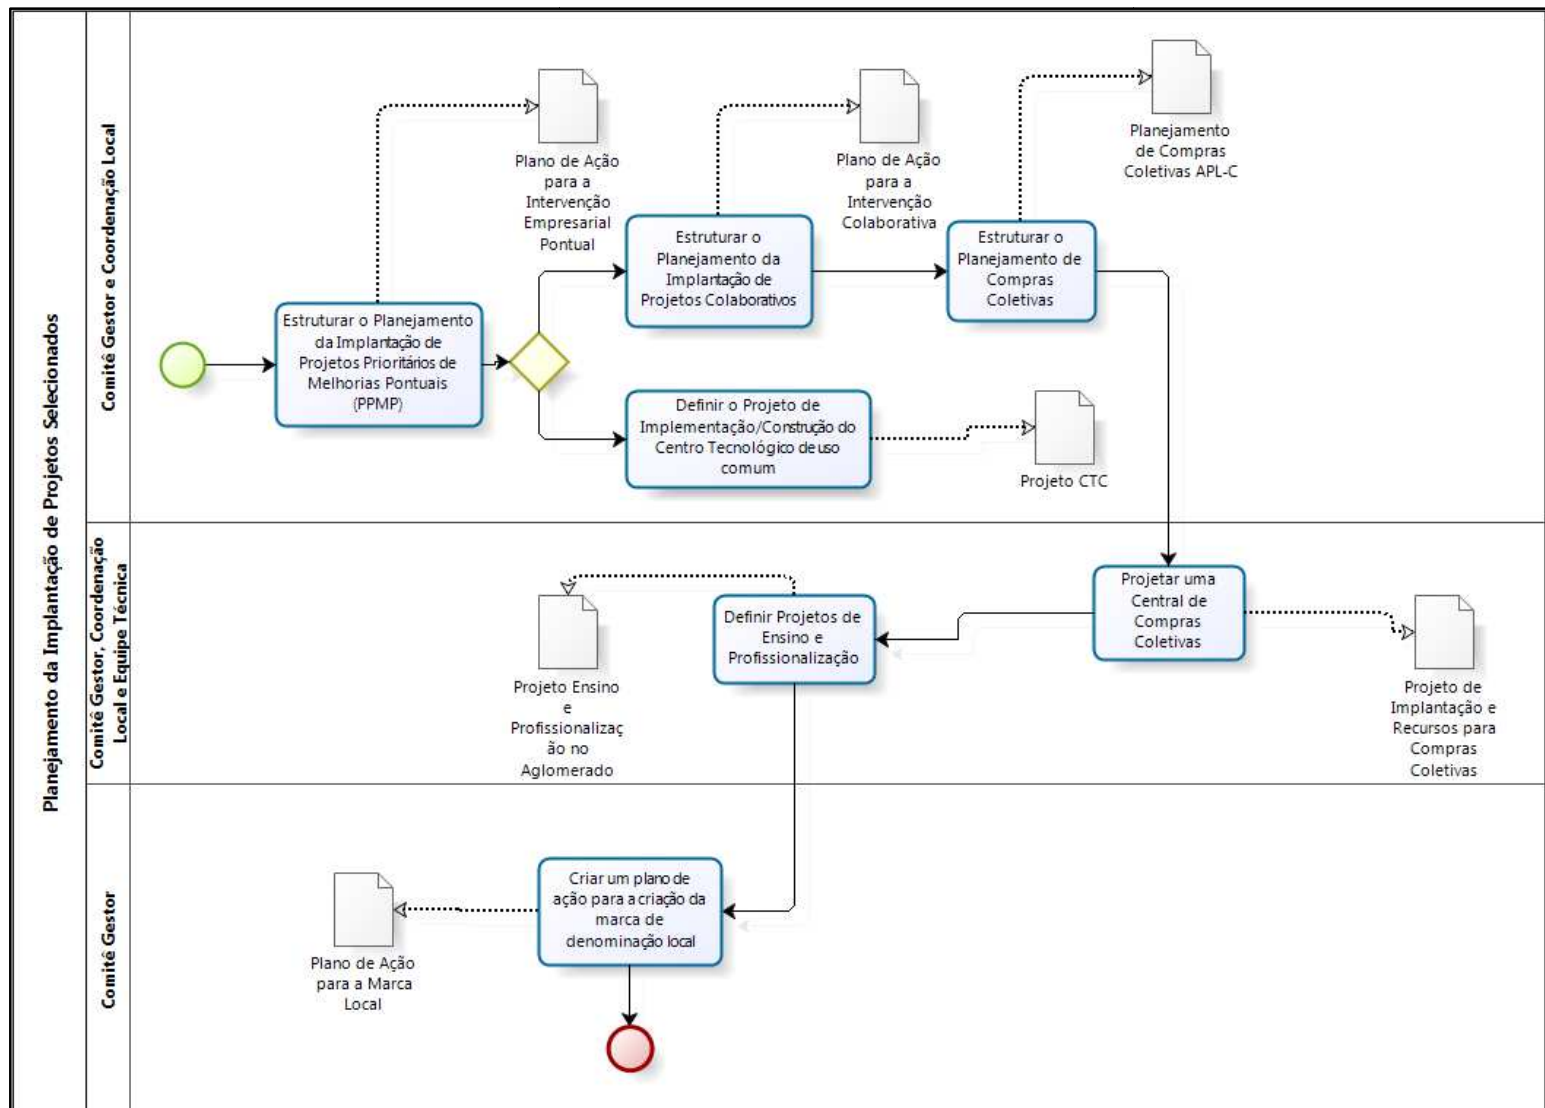 Planejamento da Implantação de Projetos Selecionados
Comitê Gestor e Coordenação Local
Plano de Ação
para a
Intervenção
Empresarial
Pontual
Plano de Ação
para a
Intervenção
Colaborativa
Planejamento
de Compras
Coletivas APL-C
Estruturar o Planejamento
da Implantação de
Projetos Prioritários de
Melhorias Pontuais
(PPMP)
Estruturar o
Planejamento da
Implantação de
Projetos Colaborativos
Estruturar o
Planejamento de
Compras
Coletivas
Definir o Projeto de
Implementação/Construção do
Centro Tecnológico de uso
comum
Projeto CTC
Comitê Gestor, Coordenação
Local e Equipe Técnica
Projetar uma
Central de
Compras
Coletivas
Definir Projetos de
Ensino e
Profissionalização
Projeto Ensino
e
Profissionalizaç
ão no
Aglomerado
Projeto de
Implantação e
Recursos para
Compras
Coletivas
Comitê Gestor
Criar um plano de
ação para a criação da
marca de
denominação local
Plano de Ação
para a Marca
Local